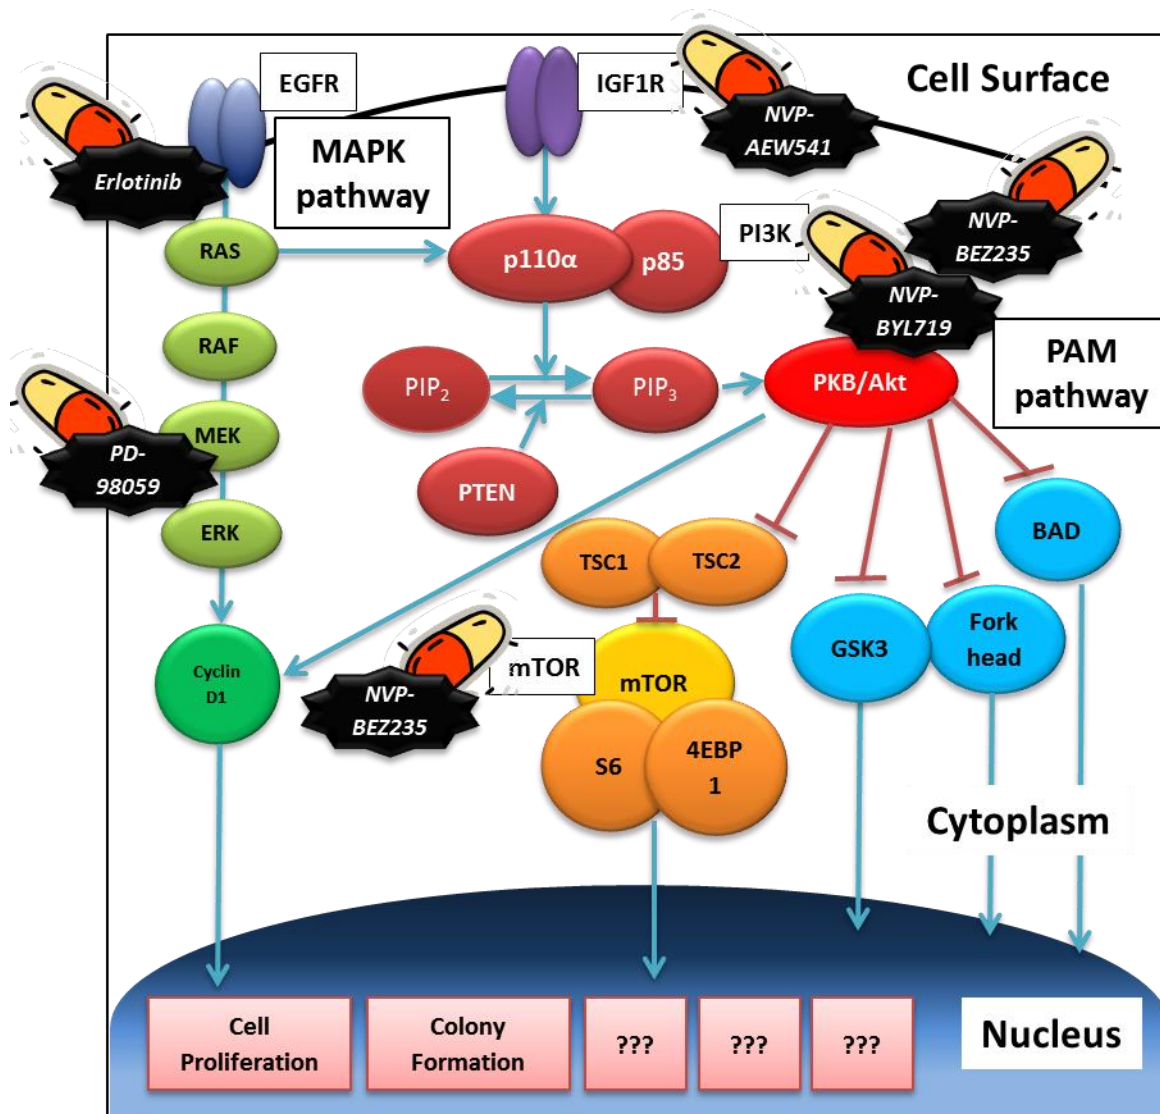 EGFR
IGF1R
Cell Surface
NVP-
AEW541
MAPK
pathway
Erlotinib
NVP-
BEZ235
RAS
p110α
p85
PI3K
NVP-
BYL719
RAF
PAM
pathway
PIP2
PIP3
PKB/Akt
MEK
PD-
98059
PTEN
ERK
BAD
TSC1
TSC2
GSK3
Fork
head
Cyclin
D1
mTOR
mTOR
NVP-
BEZ235
S6
4EBP
1
Cytoplasm
Cell
Proliferation
Colony
Formation
???
???
???
Nucleus